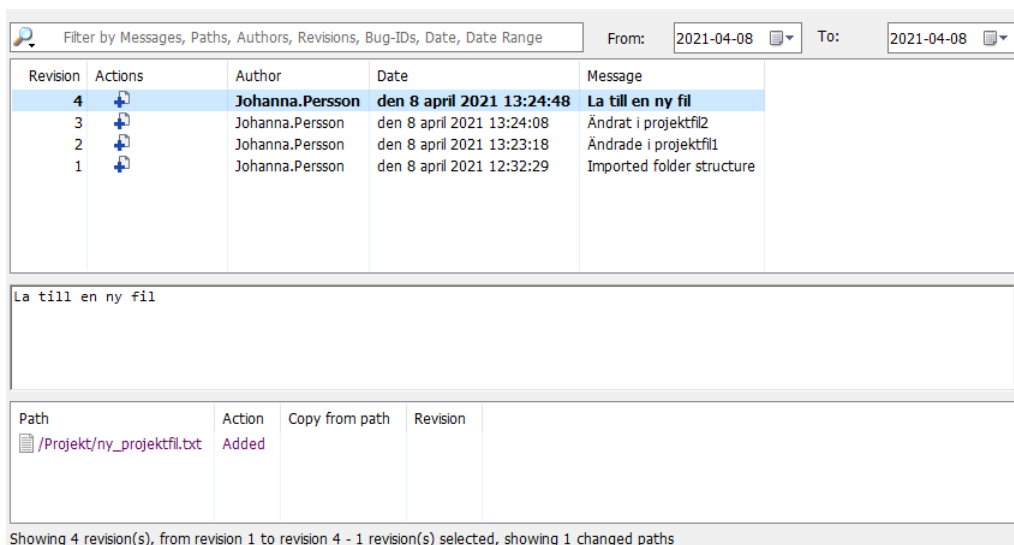 Filter by Messages, Paths, Authors, Revisions, Bug-IDs, Date, Date Range From: 2021-04-08 To: 2021-04-08
Revision Actions Author Date Message
4 Johanna.Persson den 8 april 2021 13:24:48 La till en ny fil
3 Johanna.Persson den 8 april 2021 13:24:08 Ändrat i projektfil2
2 Johanna.Persson den 8 april 2021 13:23:18 Ändrade i projektfil1
1 Johanna.Persson den 8 april 2021 12:32:29 Imported folder structure
La till en ny fil
Path Action Copy from path Revision
/Projekt/ny_projektfil.txt Added
Showing 4 revision(s), from revision 1 to revision 4 - 1 revision(s) selected, showing 1 changed paths